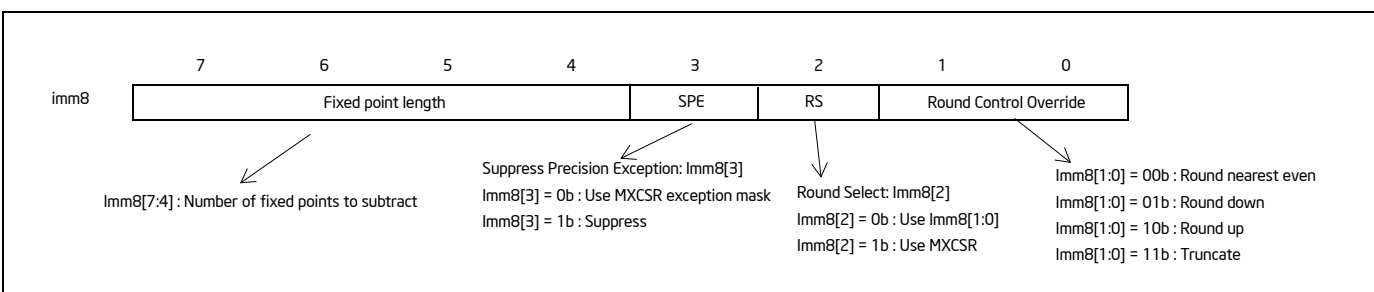 7 6 5 4 3 2 1 0
imm8 Fixed point length SPE RS Round Control Override
Imm8[7:4] : Number of fixed points to subtract
Suppress Precision Exception: Imm8[3]
Imm8[3] = 0b : Use MXCSR exception mask
Imm8[3] = 1b : Suppress
Round Select: Imm8[2]
Imm8[2] = 0b : Use Imm8[1:0]
Imm8[2] = 1b : Use MXCSR
Imm8[1:0] = 00b : Round nearest even
Imm8[1:0] = 01b : Round down
Imm8[1:0] = 10b : Round up
Imm8[1:0] = 11b : Truncate